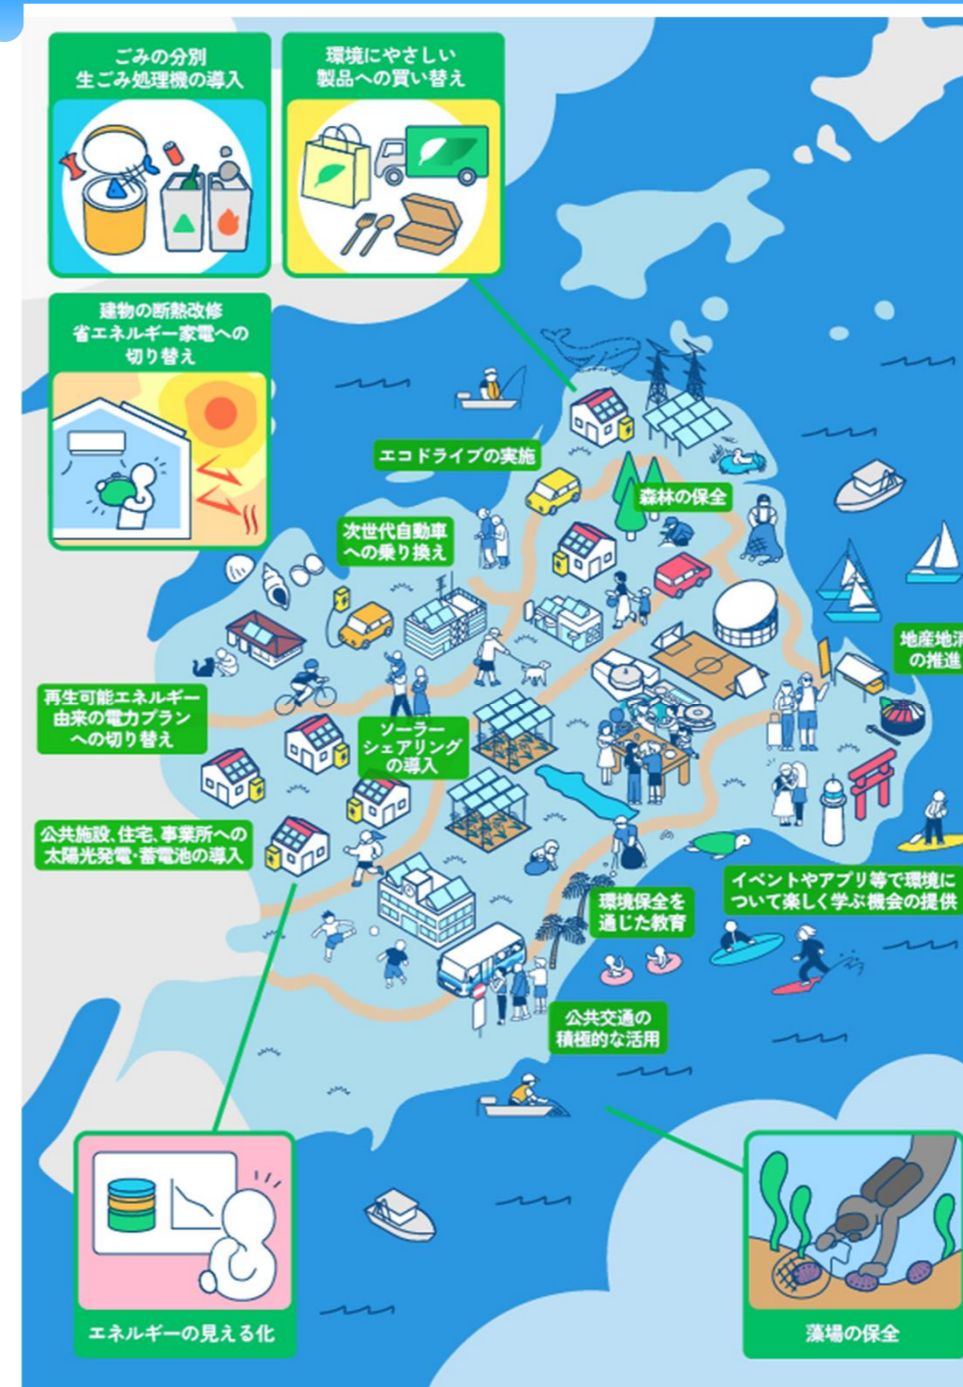 ごみの分別
生ごみ処理機の導入
環境にやさしい
製品への買い替え
建物の断熱改修
省エネルギー家電への
切り替え
エコドライブの実施
森林の保全
次世代自動車
への乗り換え
地産地消
の推進
再生可能エネルギー
由来の電力プラン
への切り替え
ソーラー
シェアリング
の導入
公共施設、住宅、事業所への
太陽光発電・蓄電池の導入
イベントやアプリ等で環境に
ついて楽しく学ぶ機会の提供
環境保全を
通じた教育
公共交通の
積極的な活用
エネルギーの見える化
藻場の保全